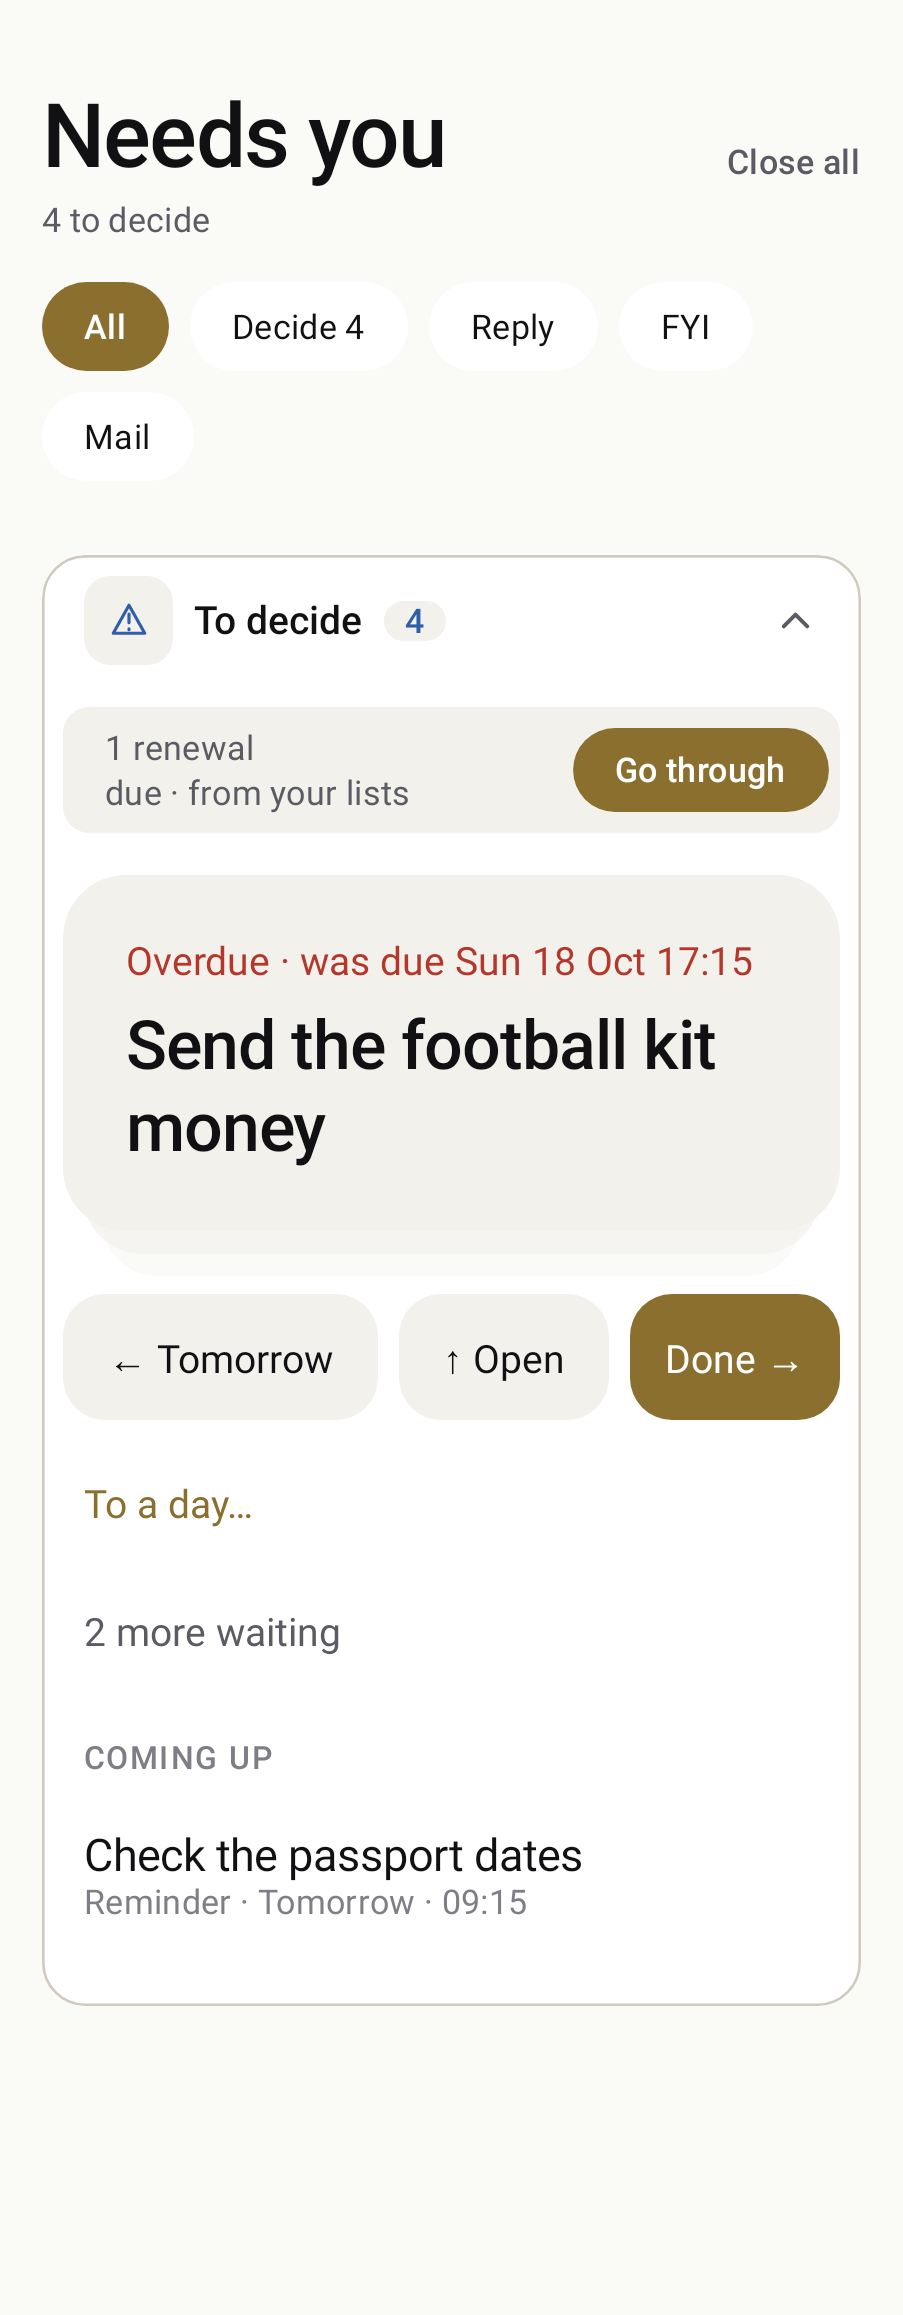 Needs you
Close all
4 to decide
All
Decide 4
Reply
FYI
Mail
To decide
4
1 renewal
due · from your lists
Go through
Overdue · was due Sun 18 Oct 17:15
Send the football kit
money
← Tomorrow
↑ Open
Done →
To a day…
2 more waiting
COMING UP
Check the passport dates
Reminder · Tomorrow · 09:15